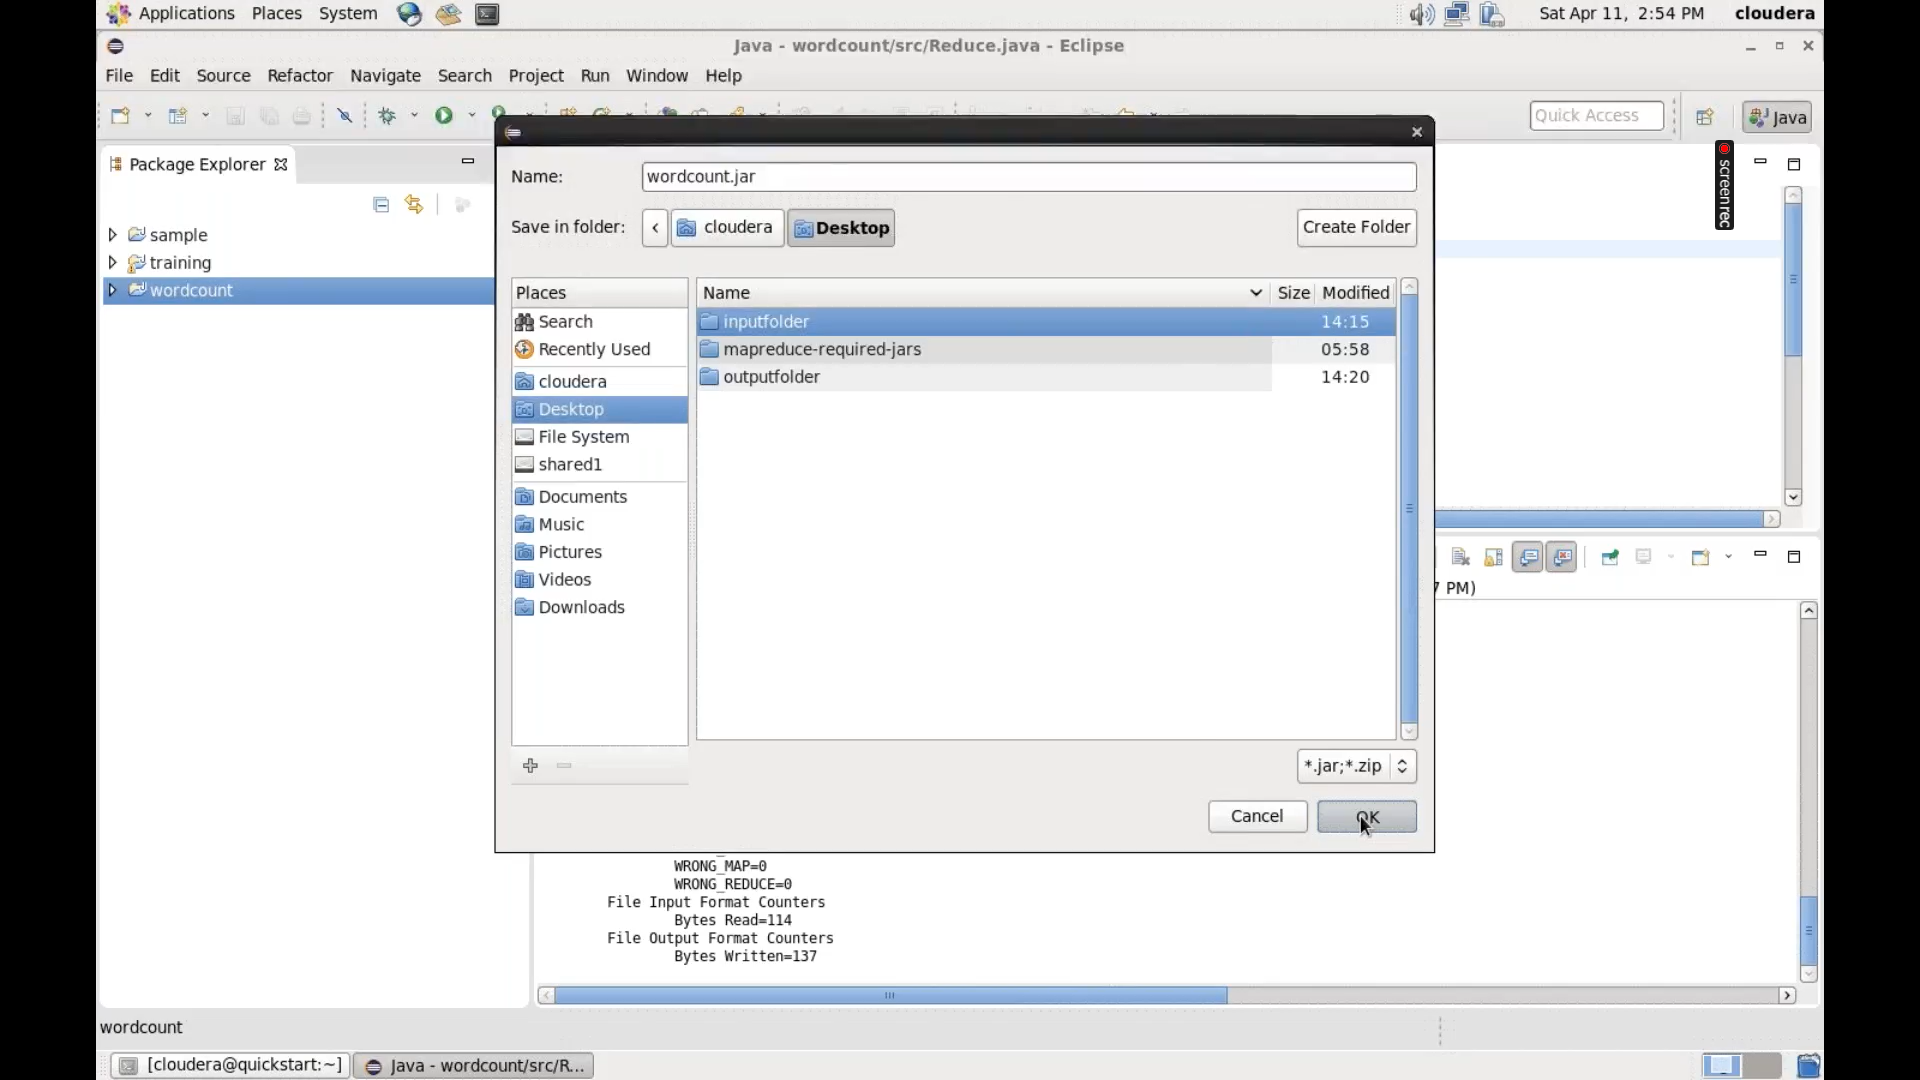 Applications Places System Sat Apr 11, 2:54 PM cloudera
Java - wordcount/src/Reduce.java - Eclipse
File Edit Source Refactor Navigate Search Project Run Window Help
Quick Access Java
Package Explorer
sample
training
wordcount
Name: wordcount.jar
Save in folder: cloudera Desktop Create Folder
Places
Search
Recently Used
cloudera
Desktop
File System
shared1
Documents
Music
Pictures
Videos
Downloads
Name Size Modified
inputfolder 14:15
mapreduce-required-jars 05:58
outputfolder 14:20
*.jar;*.zip
Cancel OK
screenrec
7 PM)
WRONG_MAP=0
WRONG_REDUCE=0
File Input Format Counters
Bytes Read=114
File Output Format Counters
Bytes Written=137
wordcount
[cloudera@quickstart:~] Java - wordcount/src/R...